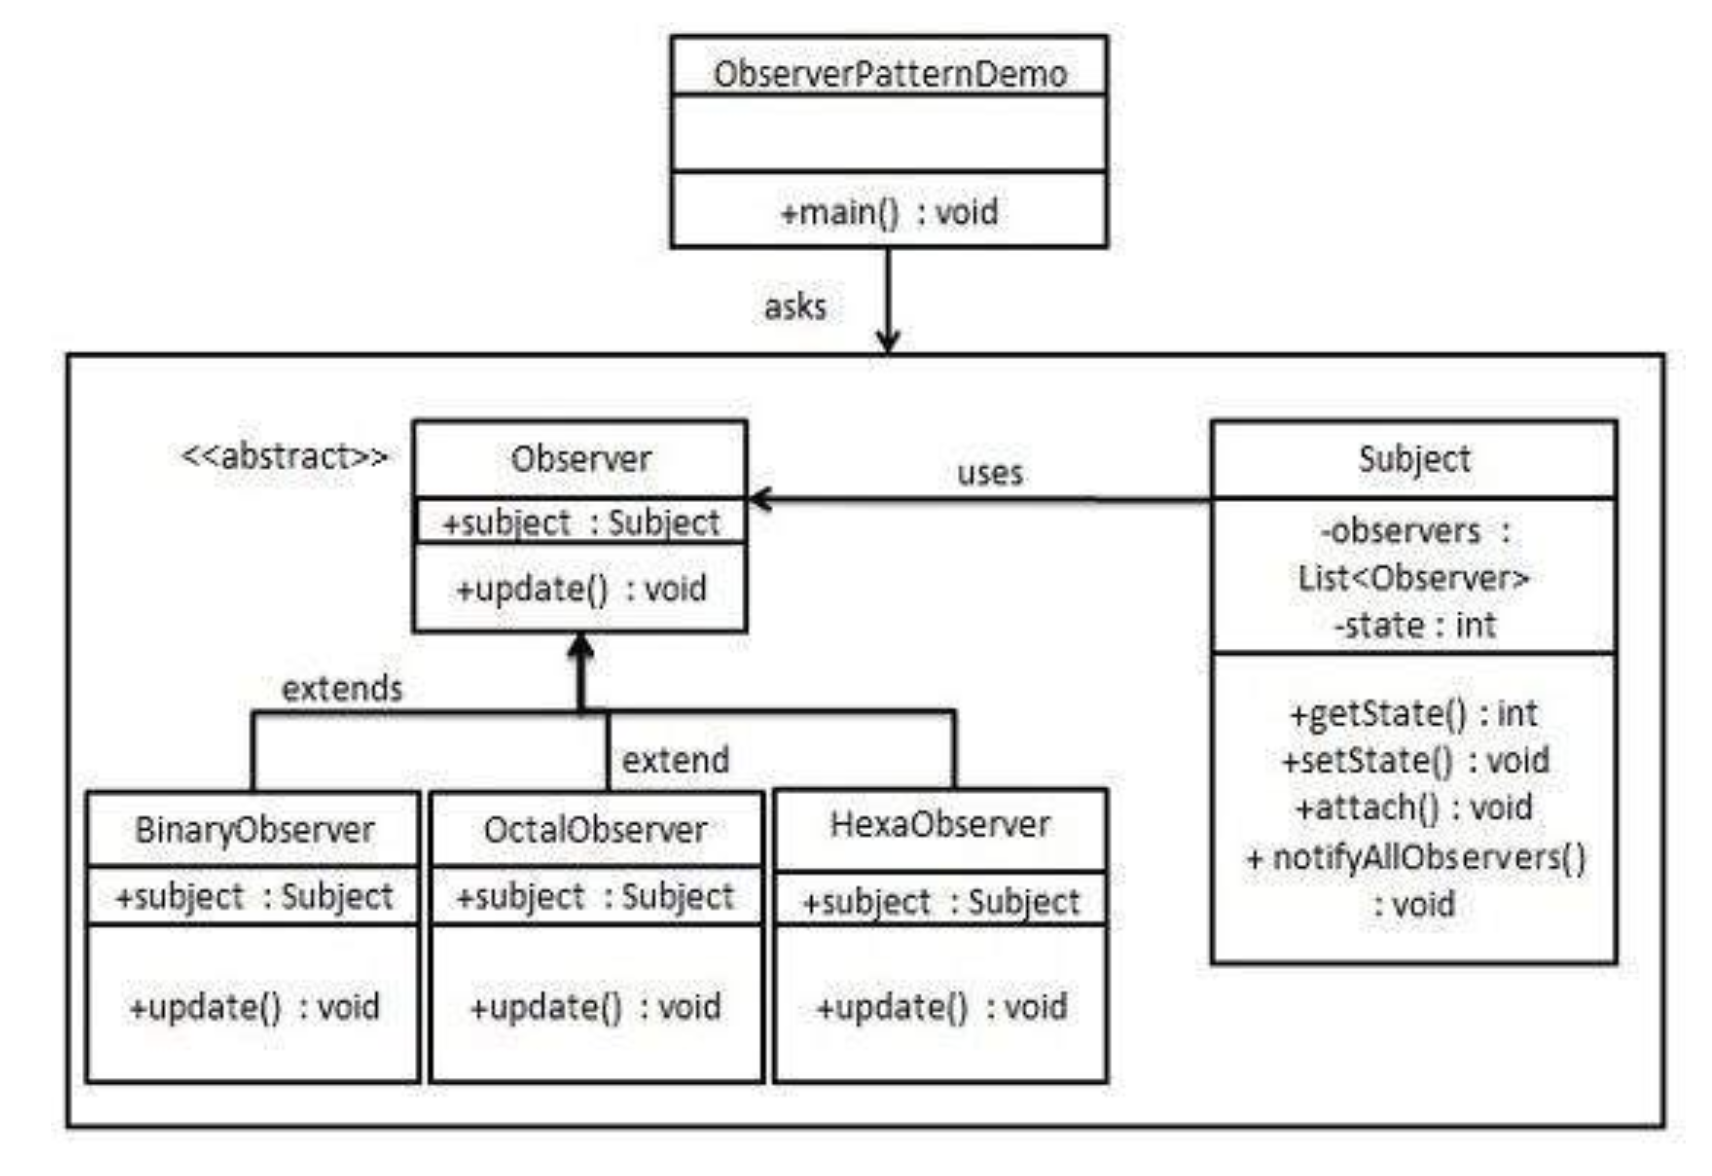 ObserverPatternDemo
+main() : void
asks
<<abstract>>
Observer
+subject : Subject
+update() : void
uses
Subject
-observers :
List<Observer>
-state : int
+getState() : int
+setState() : void
+attach() : void
+ notifyAllObservers()
: void
extends
extend
BinaryObserver
+subject : Subject
+update() : void
OctalObserver
+subject : Subject
+update() : void
HexaObserver
+subject : Subject
+update() : void